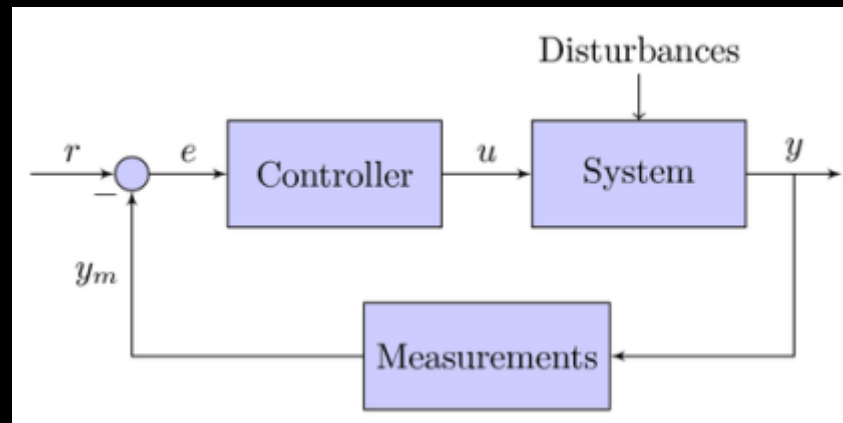 Disturbances
r
e
Controller
u
System
y
−
y_m
Measurements